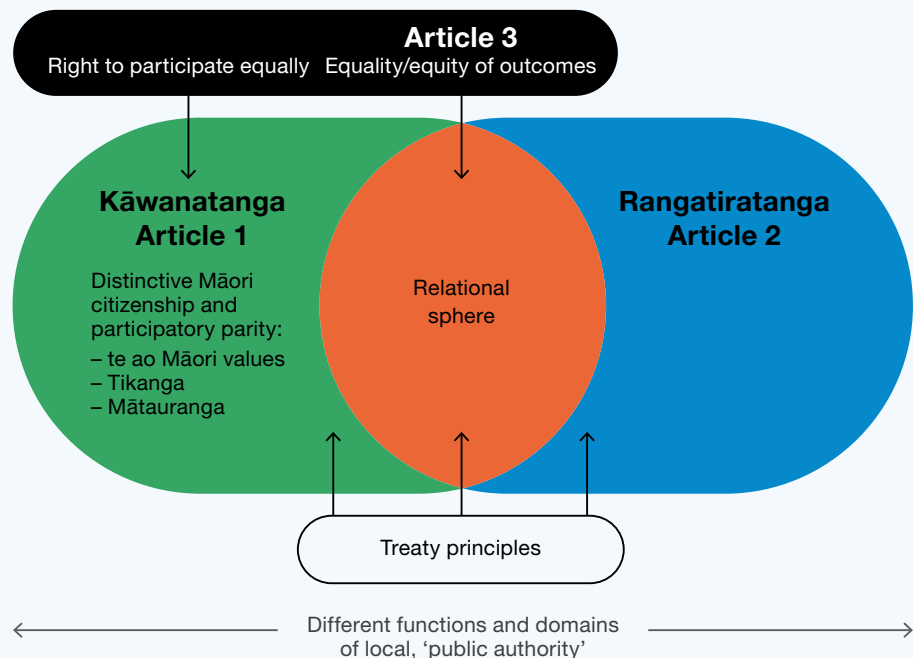 Article 3
Right to participate equally Equality/equity of outcomes
Kāwanatanga
Article 1
Distinctive Māori
citizenship and
participatory parity:
– te ao Māori values
– Tikanga
– Mātauranga
Relational
sphere
Rangatiratanga
Article 2
Treaty principles
Different functions and domains
of local, ‘public authority’